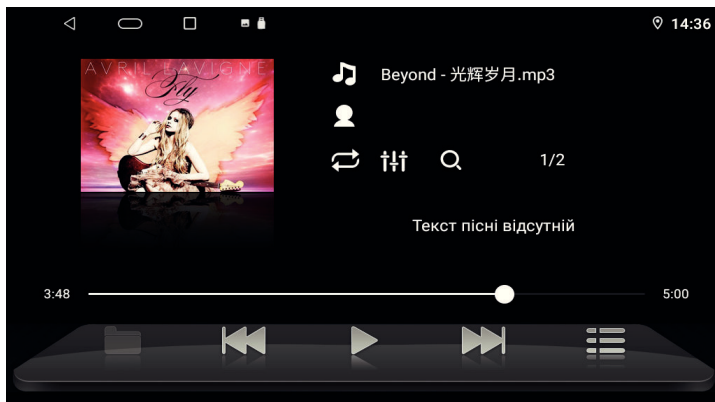 14:36
AVRIL LAVIGNE
Fly
Beyond - 光辉岁月.mp3
1/2
Текст пісні відсутній
3:48
5:00